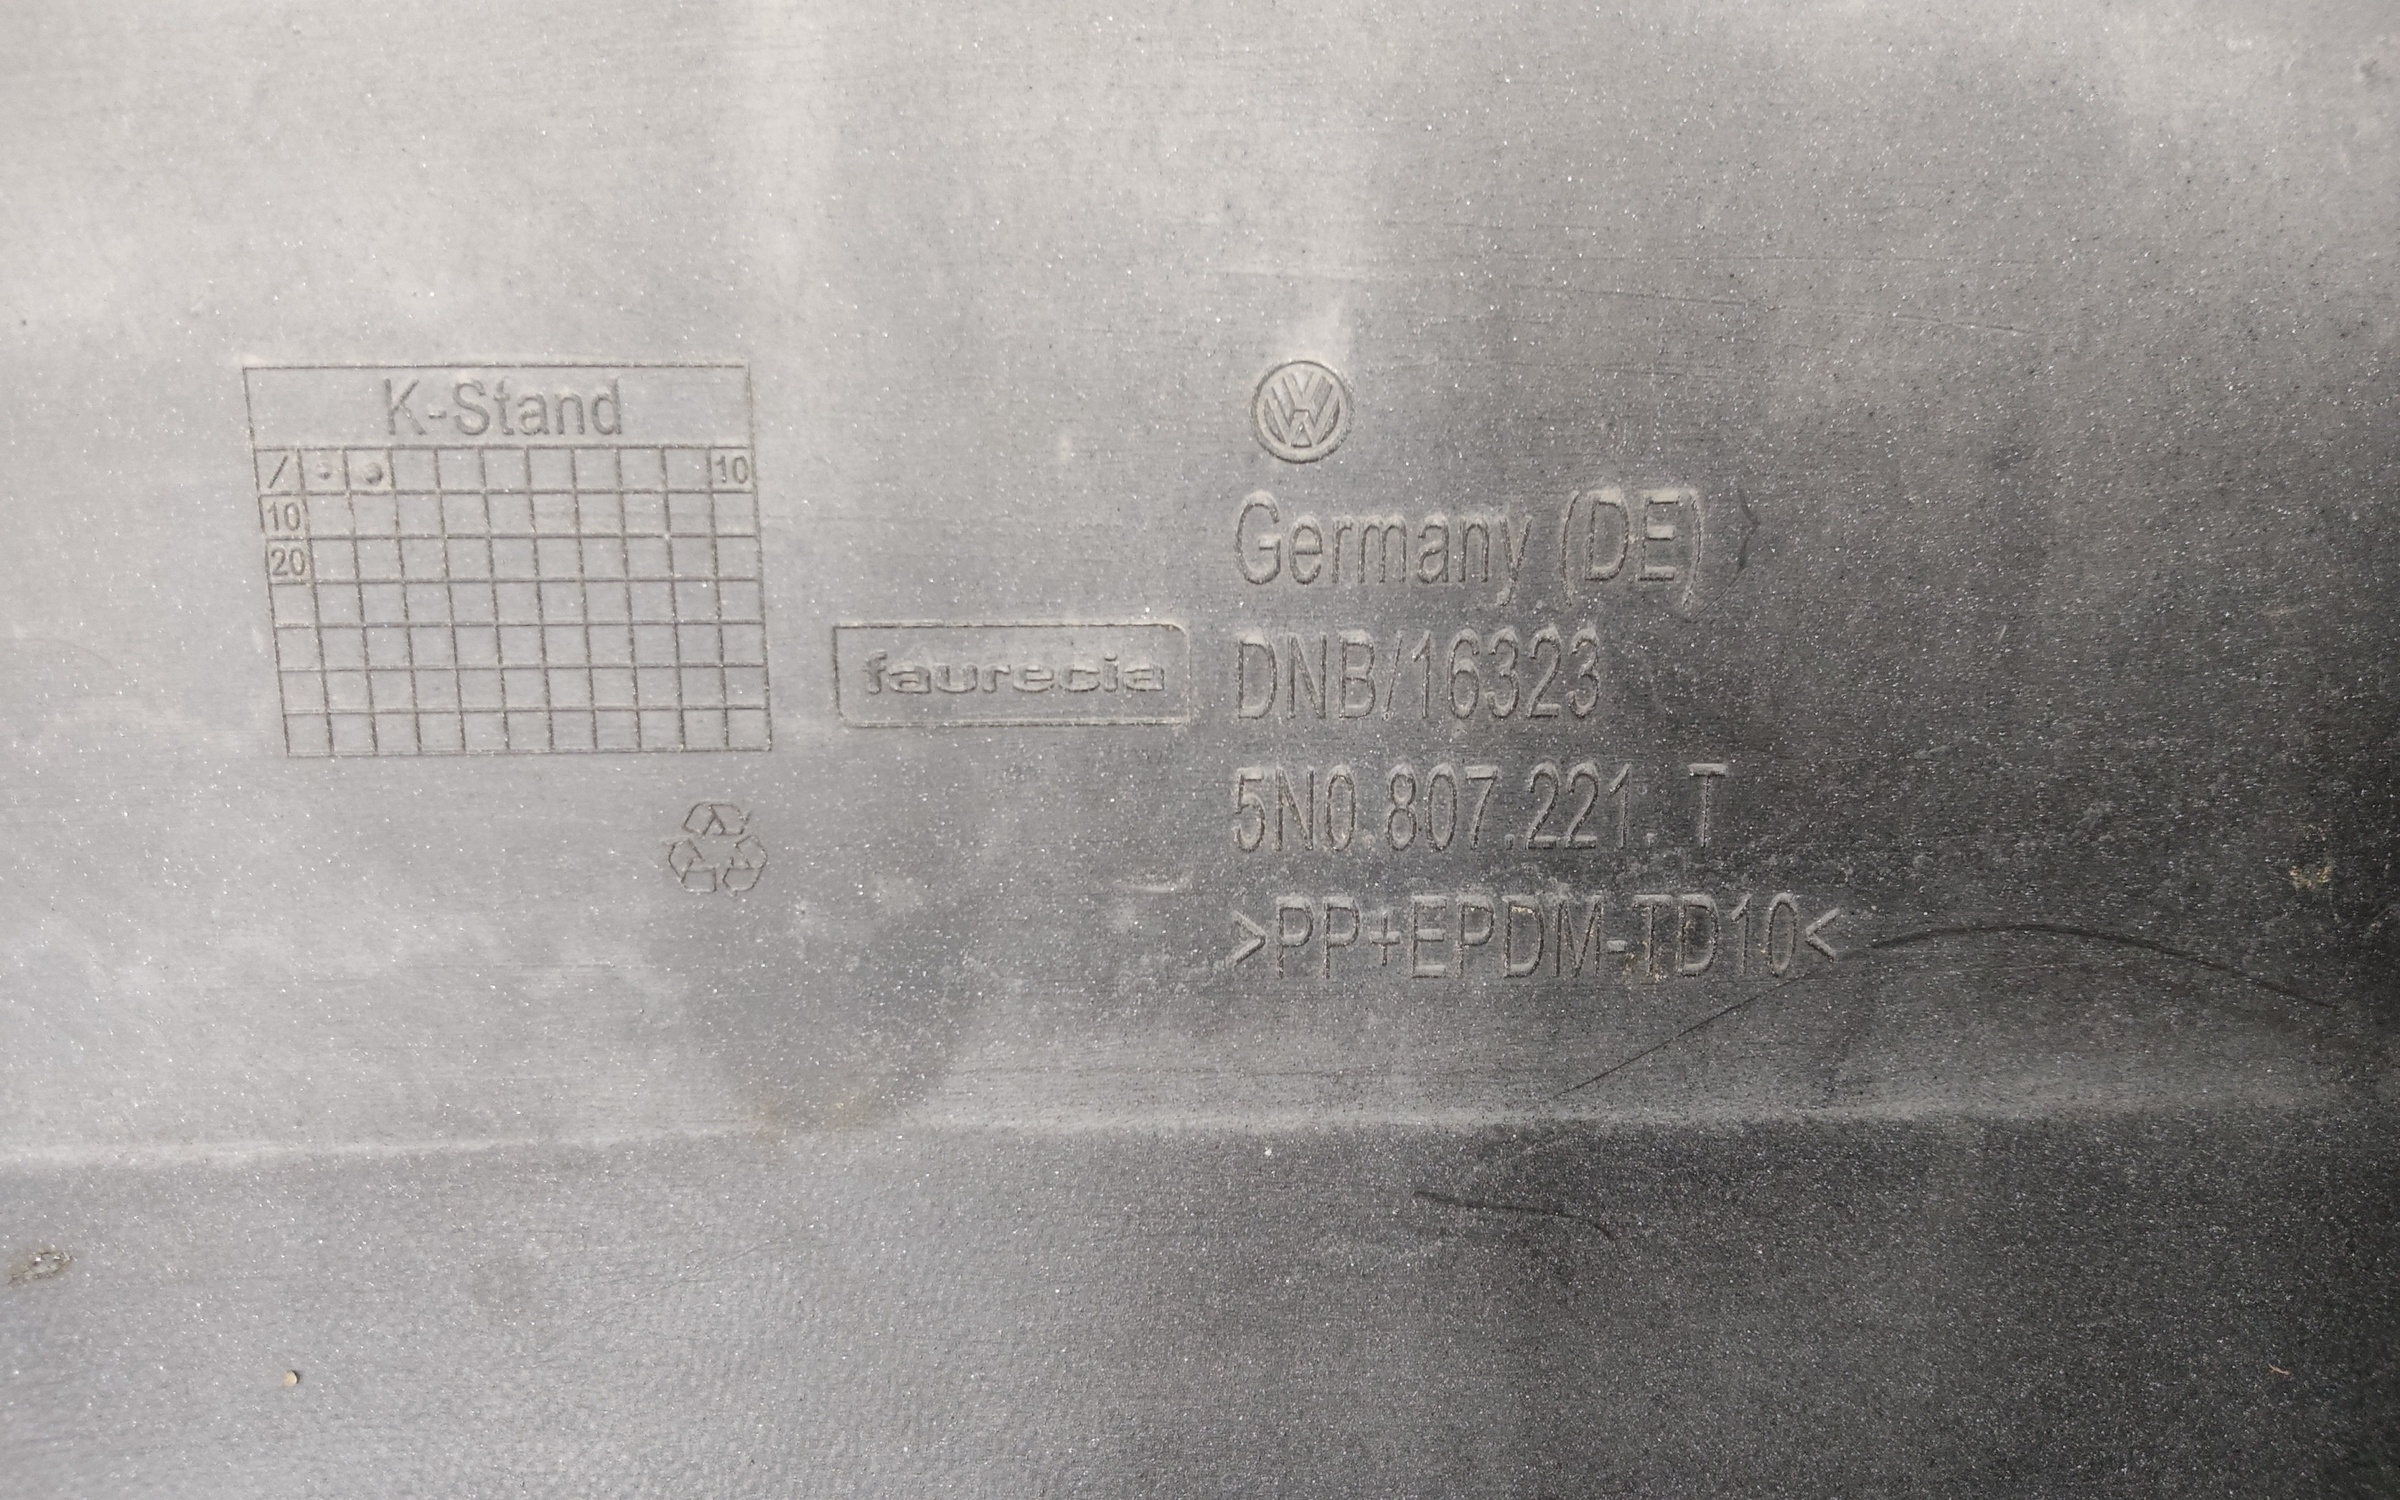 K-Stand
/ 10
10
20
faurecia
Germany (DE)
DNB/16323
5N0.807.221. T
>PP+EPDM-TD10<